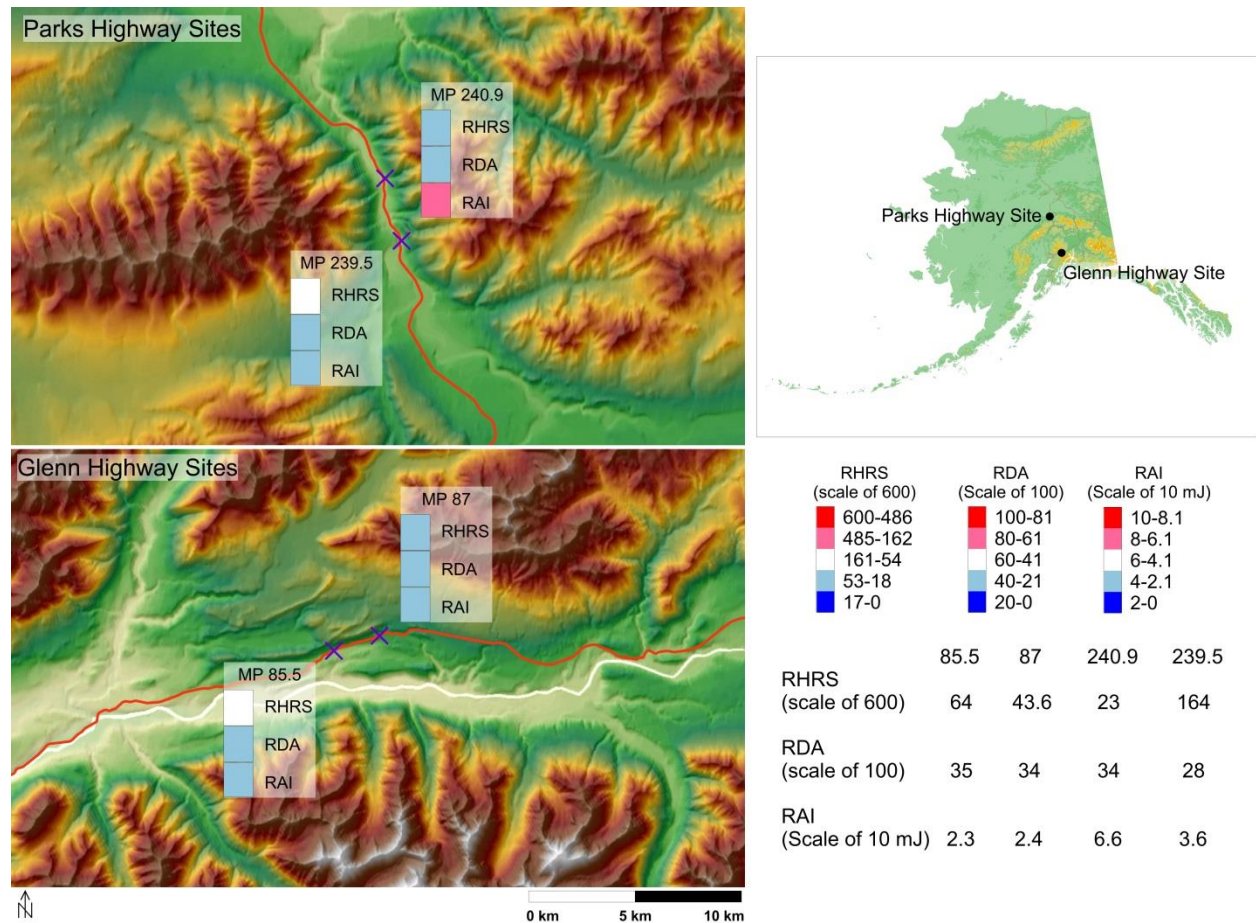 Parks Highway Sites
MP 240.9
RHRS
RDA
RAI
MP 239.5
RHRS
RDA
RAI
Parks Highway Site
Glenn Highway Site
Glenn Highway Sites
MP 87
RHRS
RDA
RAI
MP 85.5
RHRS
RDA
RAI
N
0 km 5 km 10 km
RHRS RDA RAI
(scale of 600) (Scale of 100) (Scale of 10 mJ)
600-486 100-81 10-8.1
485-162 80-61 8-6.1
161-54 60-41 6-4.1
53-18 40-21 4-2.1
17-0 20-0 2-0
85.5 87 240.9 239.5
RHRS
(scale of 600) 64 43.6 23 164
RDA
(scale of 100) 35 34 34 28
RAI
(Scale of 10 mJ) 2.3 2.4 6.6 3.6